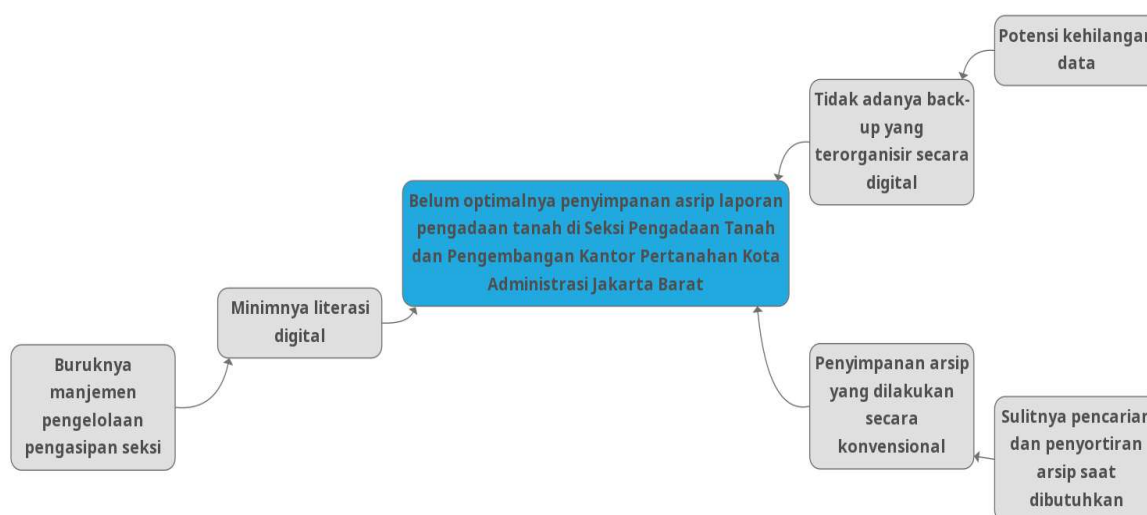 Potensi kehilangan
data
Tidak adanya back-
up yang
terorganisir secara
digital
Belum optimalnya penyimpanan asrip laporan
pengadaan tanah di Seksi Pengadaan Tanah
dan Pengembangan Kantor Pertanahan Kota
Administrasi Jakarta Barat
Minimnya literasi
digital
Buruknya
manjemen
pengelolaan
pengasipan seksi
Penyimpanan arsip
yang dilakukan
secara
konvensional
Sulitnya pencarian
dan penyortiran
arsip saat
dibutuhkan